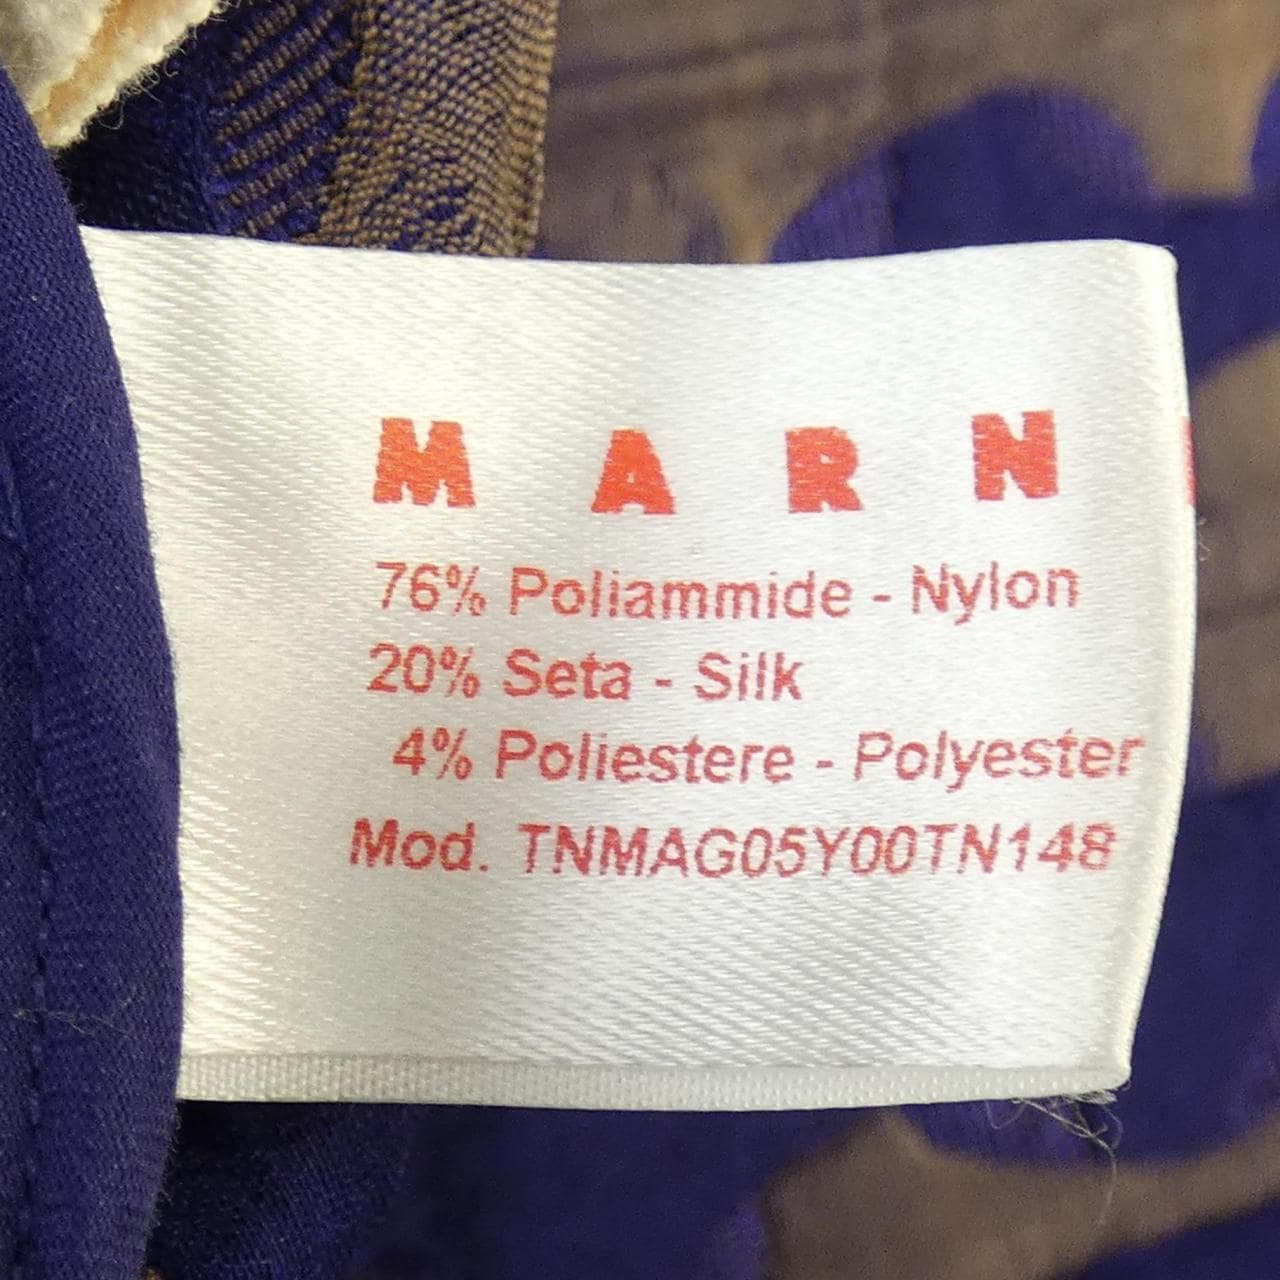 MARN
76% Poliammide - Nylon
20% Seta - Silk
4% Poliestere - Polyester
Mod. TNMAG05Y00TN148